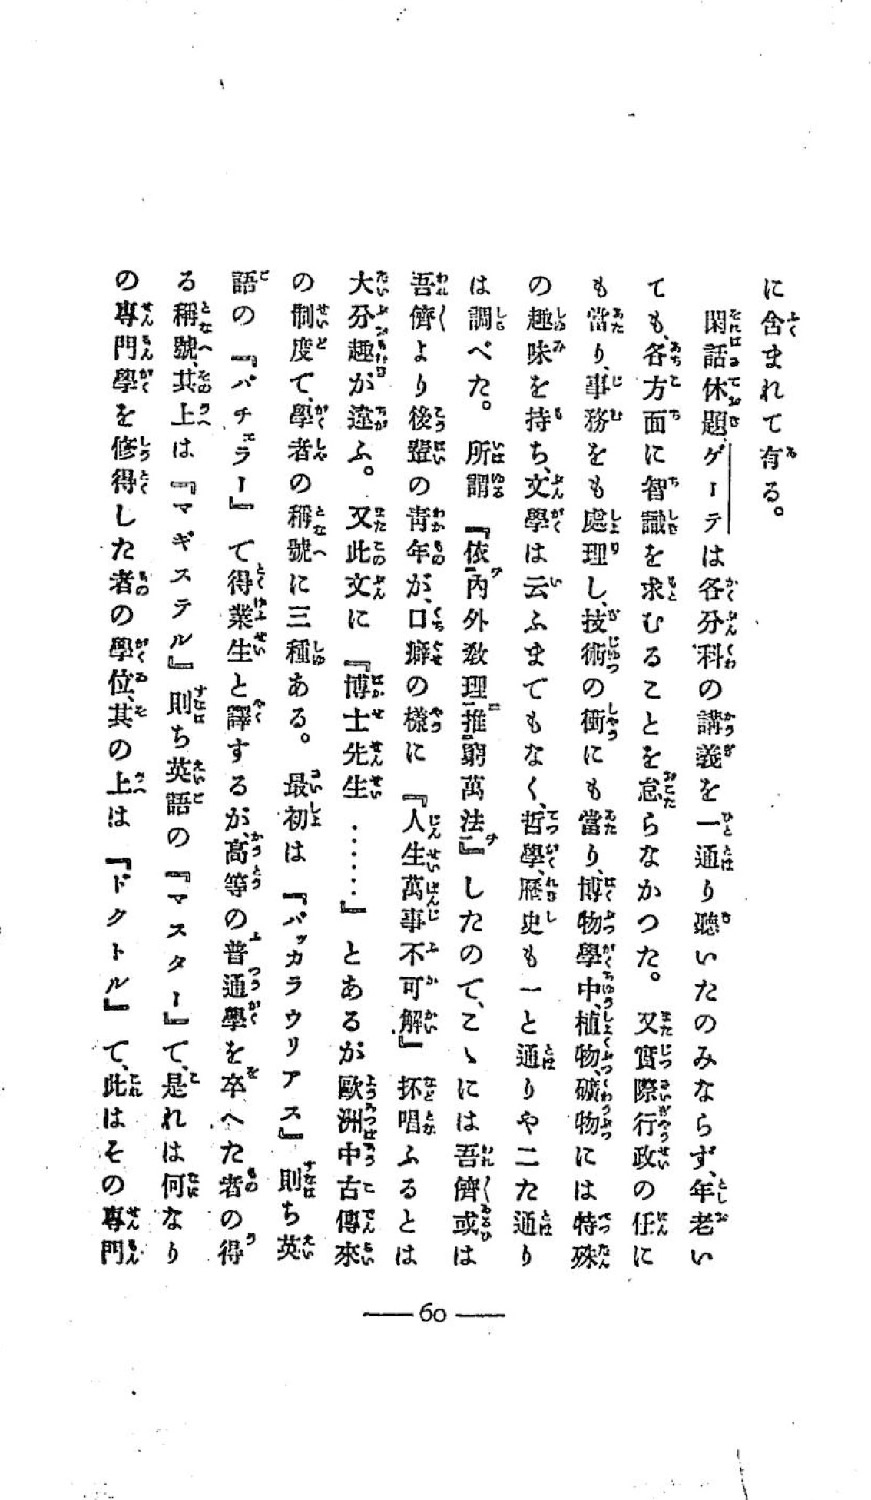 に含まれて有る。
閑話休題、ゲーテは各分科の講義を一通り聴いたのみならず、年老い
ても、各方面に智識を求むることを怠らなかつた。又實際行政の任に
も當り、事務をも處理し、技術の衝にも當り、博物學中、植物、礦物には特殊
の趣味を持ち、文學は云ふまでもなく、哲學、歷史も一と通りや二た通り
は調べた。所謂『依內外敎理推窮萬法』したので、こゝには吾儕或は
吾儕より後輩の靑年が、口癖の樣に『人生萬事不可解』抔唱ふるとは
大分趣が違ふ。又此文に『博士先生……』とあるが歐洲中古傳來
の制度で、學者の稱號に三種ある。最初は『バッカラウリアス』則ち英
語の『バチェラー』で得業生と譯するが、高等の普通學を卒へた者の得
る稱號、其上は『マギステル』則ち英語の『マスター』で、是れは何なり
の專門學を修得した者の學位、其の上は『ドクトル』で、此はその專門
60